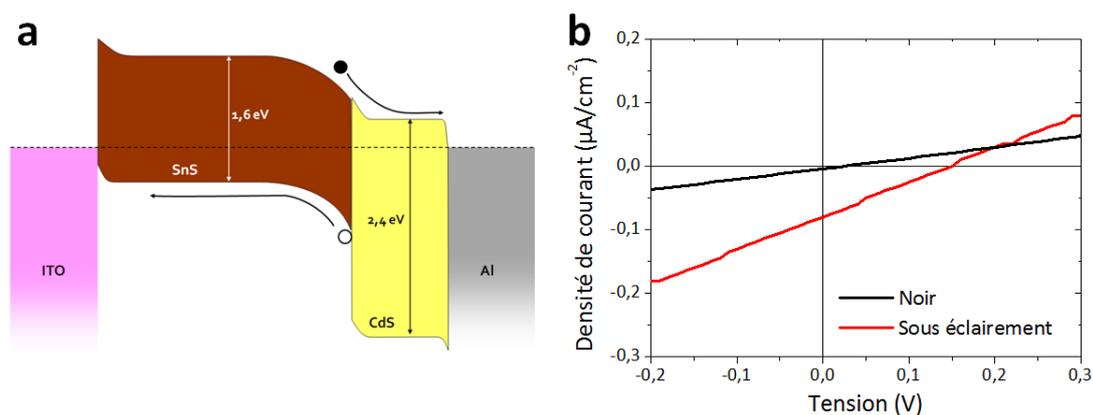 a
1,6 eV
SnS
2,4 eV
ITO
Al
CdS
b
Densité de courant (µA/cm⁻²)
0,2
0,1
0,0
-0,1
-0,2
-0,3
Noir
Sous éclairement
-0,2 -0,1 0,0 0,1 0,2 0,3
Tension (V)